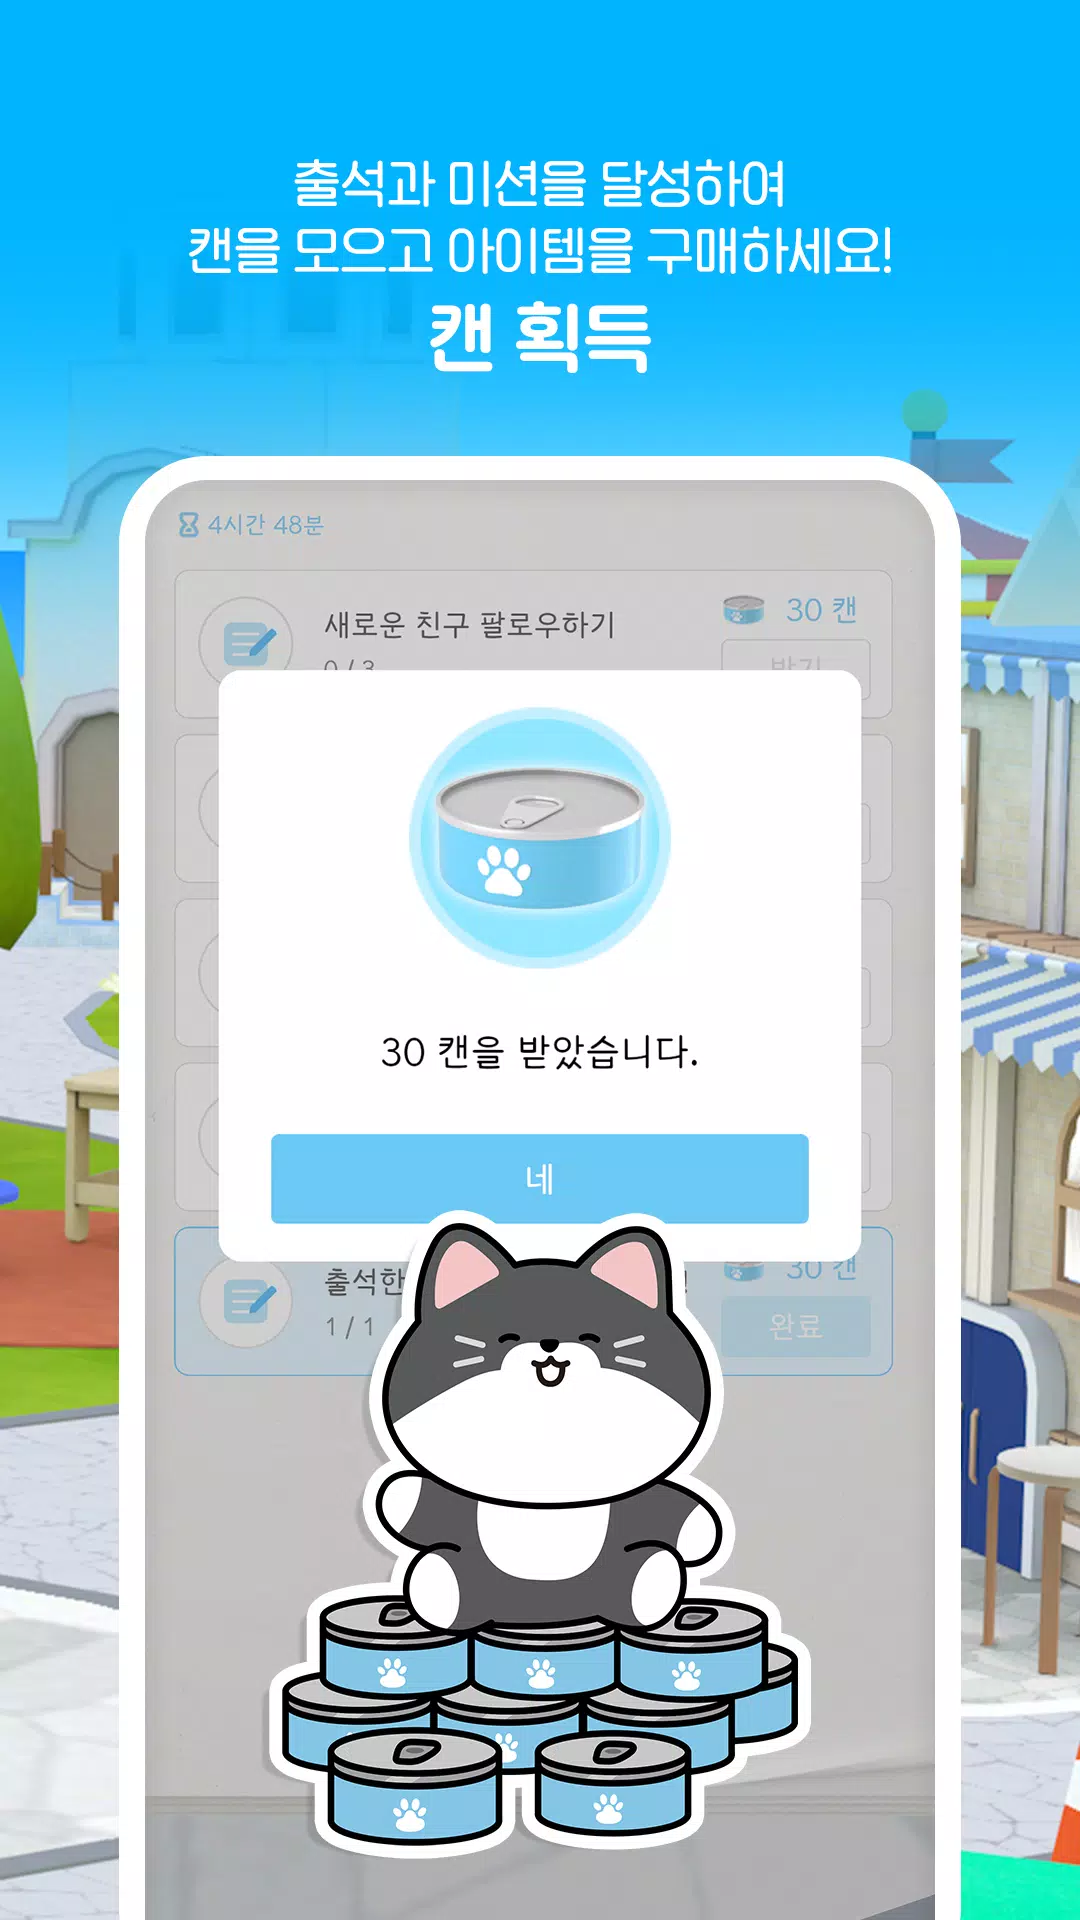 출석과 미션을 달성하여
캔을 모으고 아이템을 구매하세요!
캔 획득
4시간 48분
새로운 친구 팔로우하기
30 캔
0 / 3
받기
30 캔을 받았습니다.
네
출석한
30 캔
1 / 1
완료